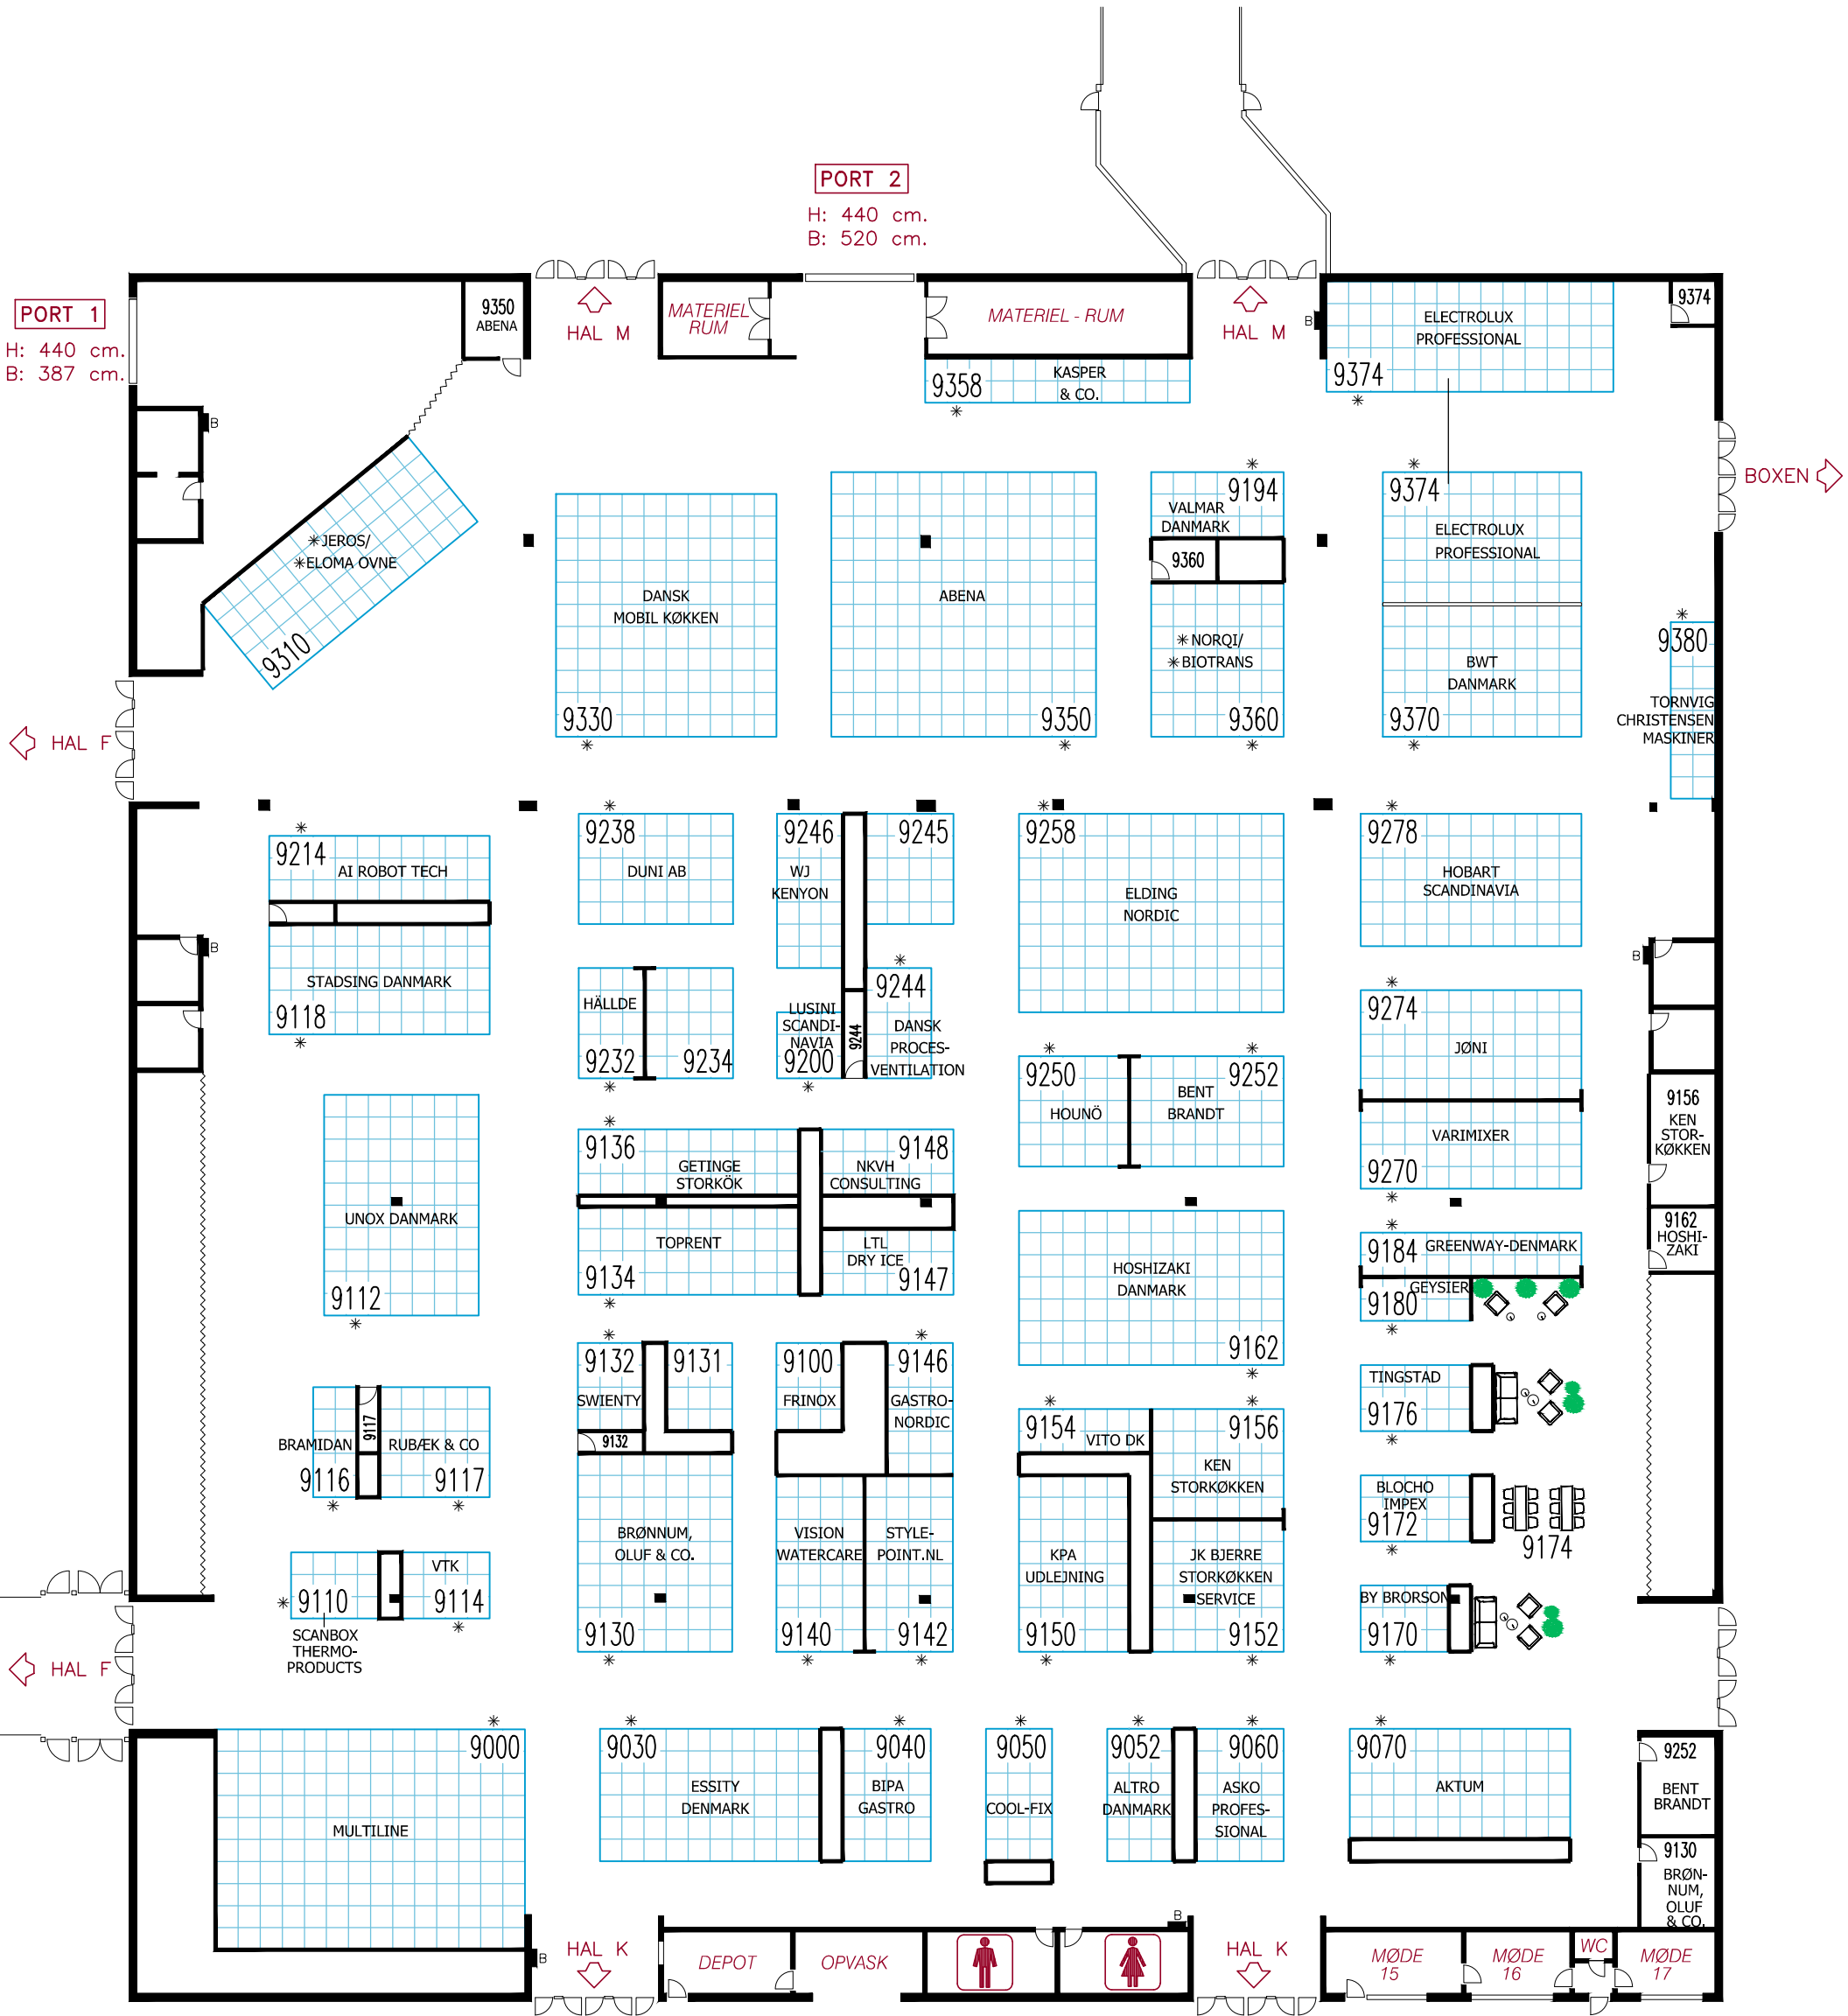 PORT 2
H: 440 cm.
B: 520 cm.
PORT 1
H: 440 cm.
B: 387 cm.
9350
ABENA
HAL M
MATERIEL
RUM
MATERIEL - RUM
HAL M
B
ELECTROLUX
PROFESSIONAL
9374
9374
KASPER
& CO.
9358
B
BOXEN
*JEROS/
*ELOMA OVNE
9310
DANSK
MOBIL KØKKEN
9330
ABENA
9350
9194
VALMAR
DANMARK
9360
*NORQI/
*BIOTRANS
9360
9374
ELECTROLUX
PROFESSIONAL
BWT
DANMARK
9370
9380
TORNVIG
CHRISTENSEN
MASKINER
HAL F
9214
AI ROBOT TECH
STADSING DANMARK
9118
B
9238
DUNI AB
9246
WJ
KENYON
9245
9258
ELDING
NORDIC
9278
HOBART
SCANDINAVIA
B
HÄLLDE
9232
9234
LUSINI
SCANDI-
NAVIA
9200
9244
9244
DANSK
PROCES-
VENTILATION
9274
JØNI
VARIMIXER
9270
9250
HOUNÖ
9252
BENT
BRANDT
9156
KEN
STOR-
KØKKEN
9162
HOSHI-
ZAKI
UNOX DANMARK
9112
9136
GETINGE
STORKÖK
9148
NKVH
CONSULTING
TOPRENT
9134
LTL
DRY ICE
9147
HOSHIZAKI
DANMARK
9162
9184
GREENWAY-DENMARK
GEYSIER
9180
TINGSTAD
9176
9132
SWIENTY
9132
9131
9100
FRINOX
9146
GASTRO-
NORDIC
BRAMIDAN
9116
9117
RUBÆK & CO
9117
9154
VITO DK
9156
KEN
STORKØKKEN
BLOCHO
IMPEX
9172
9174
BRØNNUM,
OLUF & CO.
9130
VISION
WATERCARE
9140
STYLE-
POINT.NL
9142
KPA
UDLEJNING
9150
JK BJERRE
STORKØKKEN
SERVICE
9152
BY BRORSON
9170
9110
SCANBOX
THERMO-
PRODUCTS
VTK
9114
HAL F
9000
MULTILINE
9030
ESSITY
DENMARK
9040
BIPA
GASTRO
9050
COOL-FIX
9052
ALTRO
DANMARK
9060
ASKO
PROFES-
SIONAL
9070
AKTUM
9252
BENT
BRANDT
9130
BRØN-
NUM,
OLUF
& CO.
B
HAL K
DEPOT
OPVASK
B
HAL K
MØDE
15
MØDE
16
WC
MØDE
17